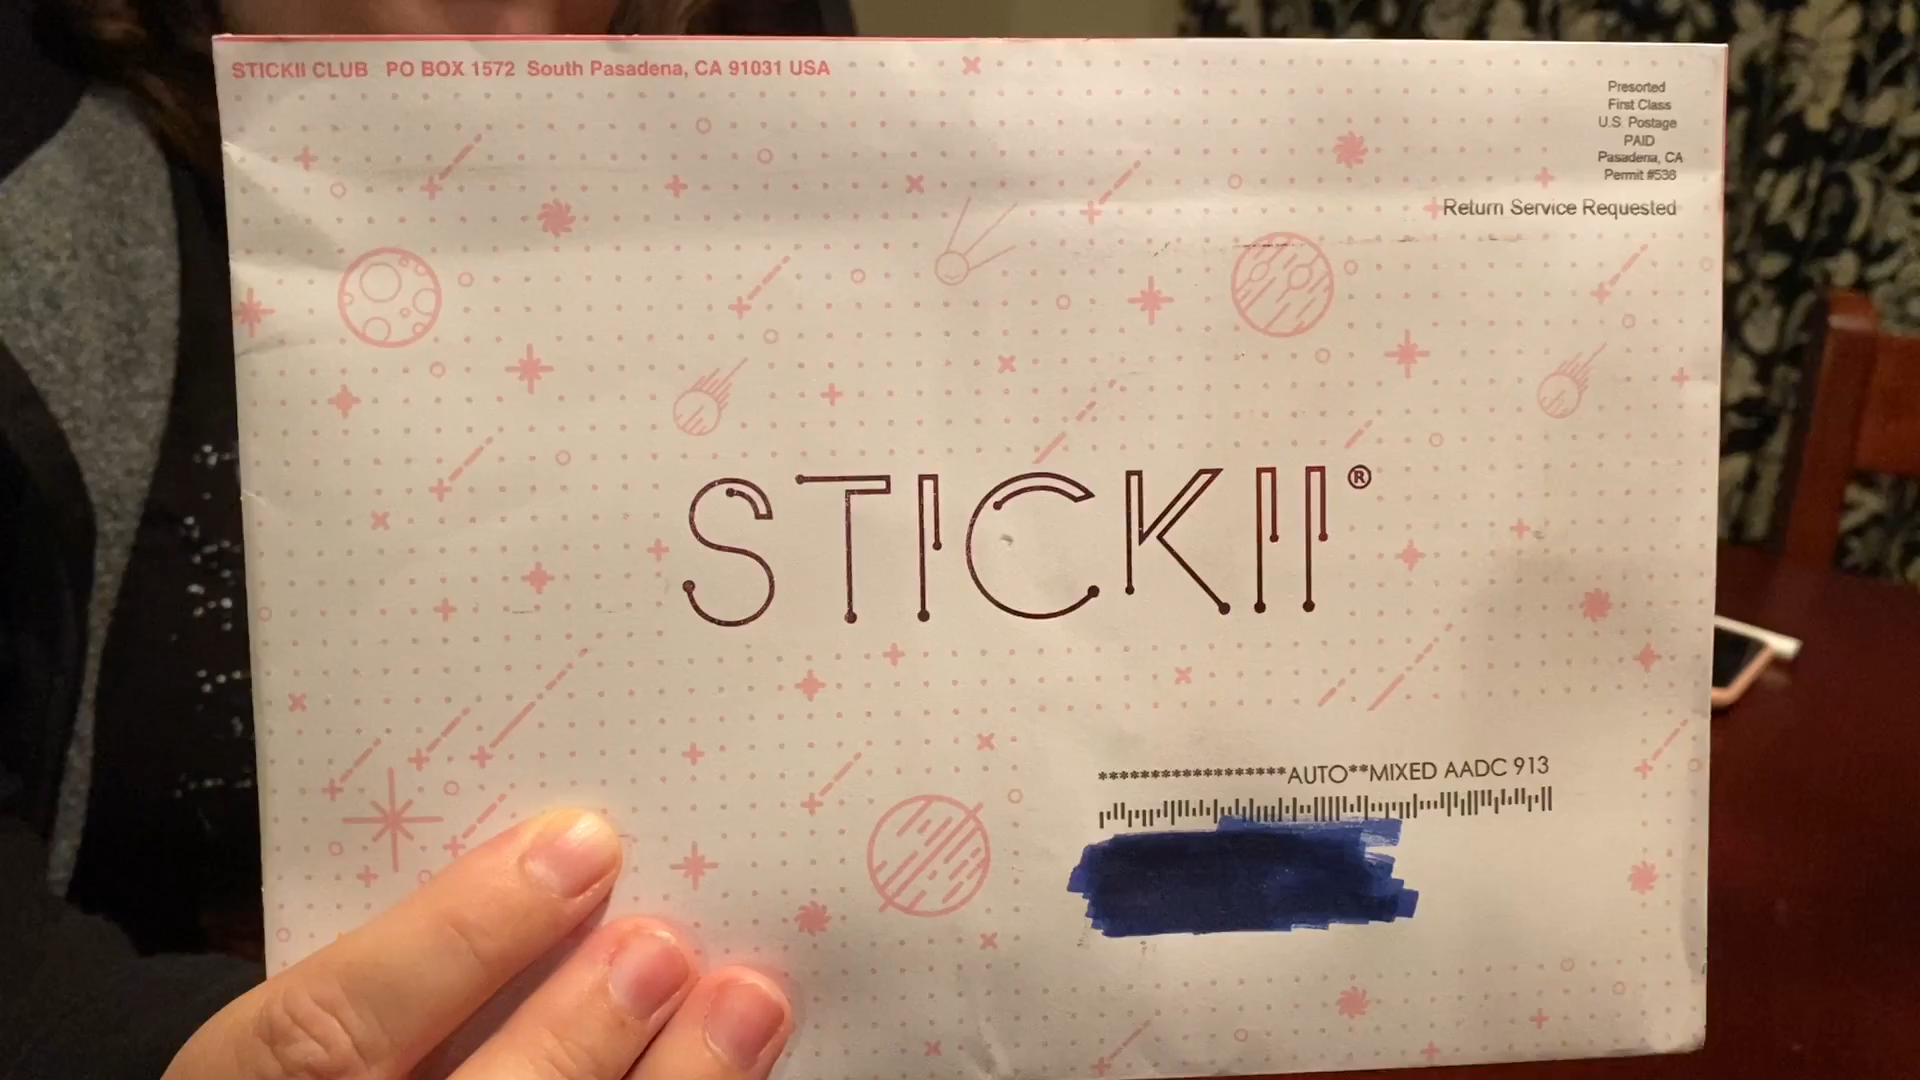 STICKII CLUB PO BOX 1572 South Pasadena, CA 91031 USA
Presorted
First Class
U.S. Postage
PAID
Pasadena, CA
Permit #536
Return Service Requested
STICKII®
******************AUTO**MIXED AADC 913